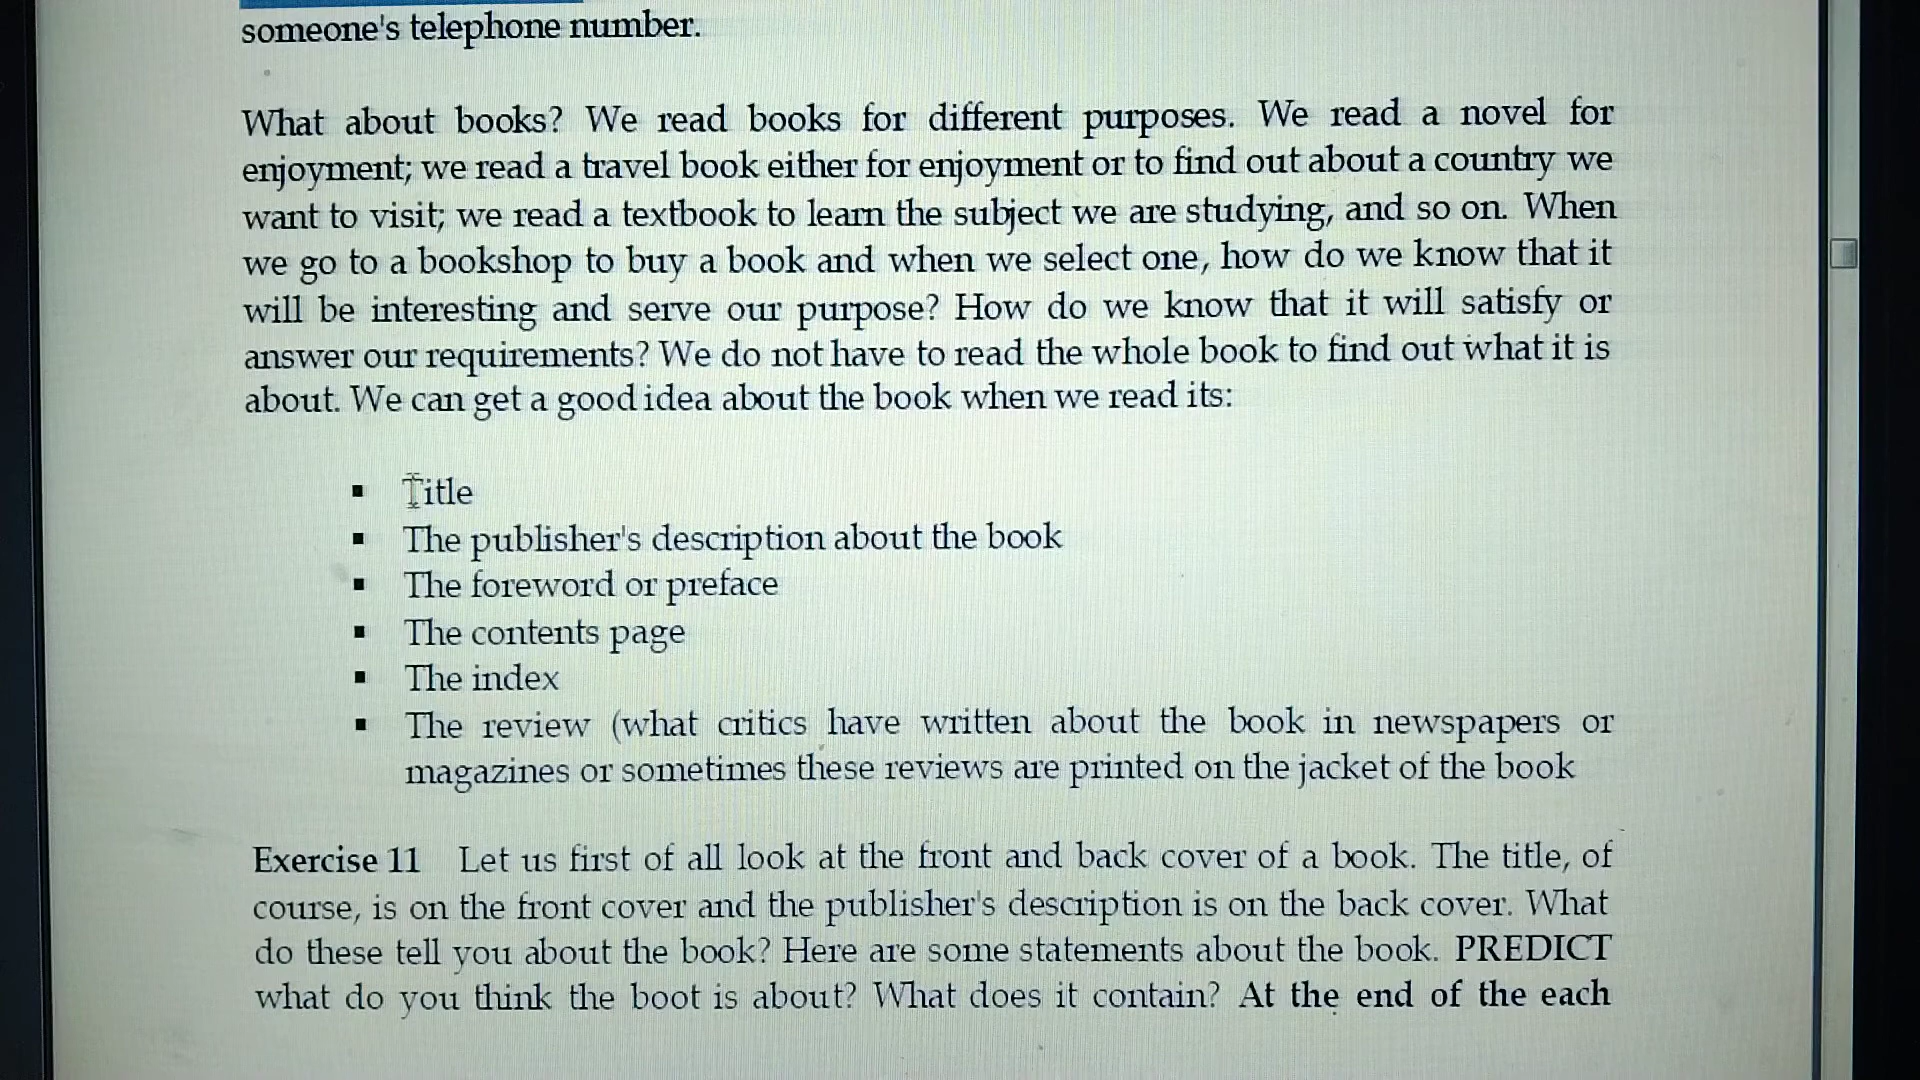 someone's telephone number.
What about books? We read books for different purposes. We read a novel for
enjoyment; we read a travel book either for enjoyment or to find out about a country we
want to visit; we read a textbook to learn the subject we are studying, and so on. When
we go to a bookshop to buy a book and when we select one, how do we know that it
will be interesting and serve our purpose? How do we know that it will satisfy or
answer our requirements? We do not have to read the whole book to find out what it is
about. We can get a good idea about the book when we read its:
▪ Title
▪ The publisher's description about the book
▪ The foreword or preface
▪ The contents page
▪ The index
▪ The review (what critics have written about the book in newspapers or
magazines or sometimes these reviews are printed on the jacket of the book
Exercise 11 Let us first of all look at the front and back cover of a book. The title, of
course, is on the front cover and the publisher's description is on the back cover. What
do these tell you about the book? Here are some statements about the book. PREDICT
what do you think the boot is about? What does it contain? At the end of the each